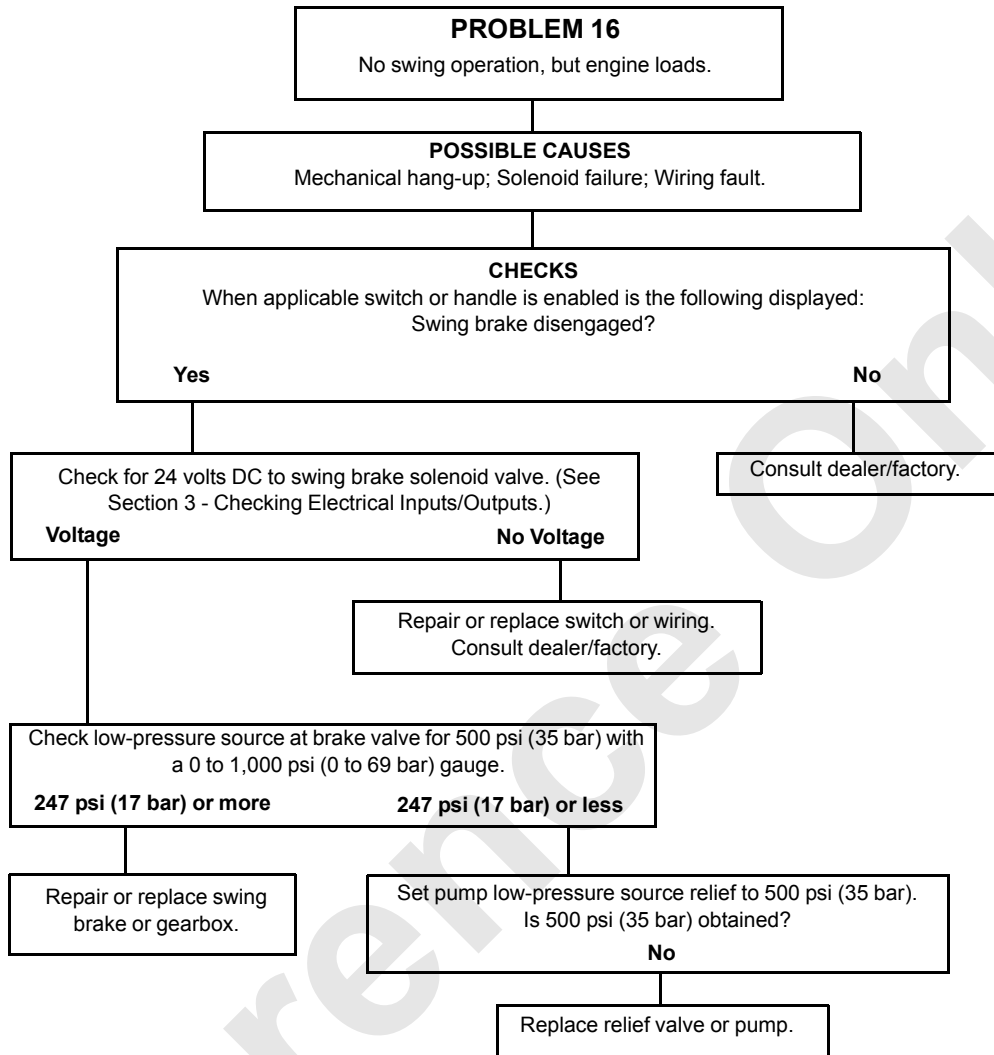 PROBLEM 16
No swing operation, but engine loads.
POSSIBLE CAUSES
Mechanical hang-up; Solenoid failure; Wiring fault.
CHECKS
When applicable switch or handle is enabled is the following displayed:
Swing brake disengaged?
Yes
No
Check for 24 volts DC to swing brake solenoid valve. (See
Section 3 - Checking Electrical Inputs/Outputs.)
Voltage
No Voltage
Consult dealer/factory.
Repair or replace switch or wiring.
Consult dealer/factory.
Check low-pressure source at brake valve for 500 psi (35 bar) with
a 0 to 1,000 psi (0 to 69 bar) gauge.
247 psi (17 bar) or more
247 psi (17 bar) or less
Repair or replace swing
brake or gearbox.
Set pump low-pressure source relief to 500 psi (35 bar).
Is 500 psi (35 bar) obtained?
No
Replace relief valve or pump.